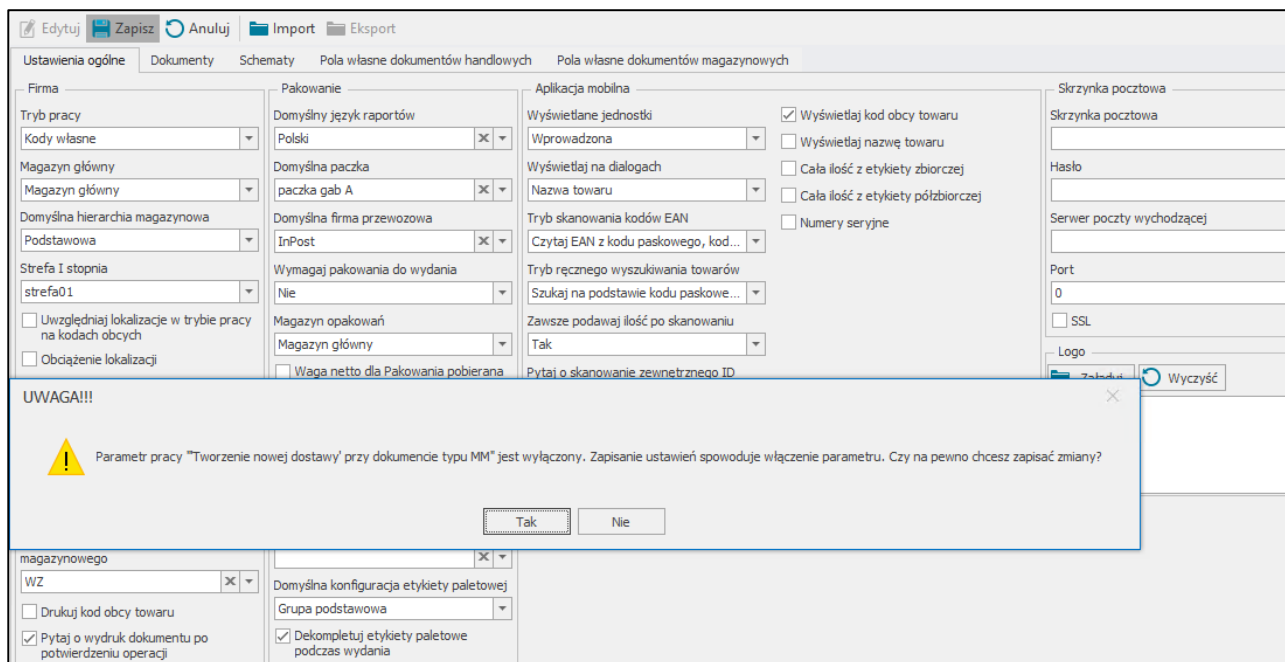 Edytuj Zapisz Anuluj Import Eksport
Ustawienia ogólne Dokumenty Schematy Pola własne dokumentów handlowych Pola własne dokumentów magazynowych
Firma
Tryb pracy
Kody własne
Magazyn główny
Magazyn główny
Domyślna hierarchia magazynowa
Podstawowa
Strefa I stopnia
strefa01
Uwzględniaj lokalizacje w trybie pracy
na kodach obcych
Obciążenie lokalizacji
Pakowanie
Domyślny język raportów
Polski
Domyślna paczka
paczka gab A
Domyślna firma przewozowa
InPost
Wymagaj pakowania do wydania
Nie
Magazyn opakowań
Magazyn główny
Waga netto dla Pakowania pobierana
Aplikacja mobilna
Wyświetlane jednostki
Wprowadzona
Wyświetlaj na dialogach
Nazwa towaru
Tryb skanowania kodów EAN
Czytaj EAN z kodu paskowego, kod...
Tryb ręcznego wyszukiwania towarów
Szukaj na podstawie kodu paskowe...
Zawsze podawaj ilość po skanowaniu
Tak
Pytaj o skanowanie zewnętrznego ID
Wyświetlaj kod obcy towaru
Wyświetlaj nazwę towaru
Cała ilość z etykiety zbiorczej
Cała ilość z etykiety półzbiorczej
Numery seryjne
Skrzynka pocztowa
Skrzynka pocztowa
Hasło
Serwer poczty wychodzącej
Port
0
SSL
Logo
Załaduj Wyczyść
UWAGA!!!
Parametr pracy "'Tworzenie nowej dostawy' przy dokumencie typu MM" jest wyłączony. Zapisanie ustawień spowoduje włączenie parametru. Czy na pewno chcesz zapisać zmiany?
Tak Nie
magazynowego
WZ
Drukuj kod obcy towaru
Pytaj o wydruk dokumentu po
potwierdzeniu operacji
Domyślna konfiguracja etykiety paletowej
Grupa podstawowa
Dekompletuj etykiety paletowe
podczas wydania